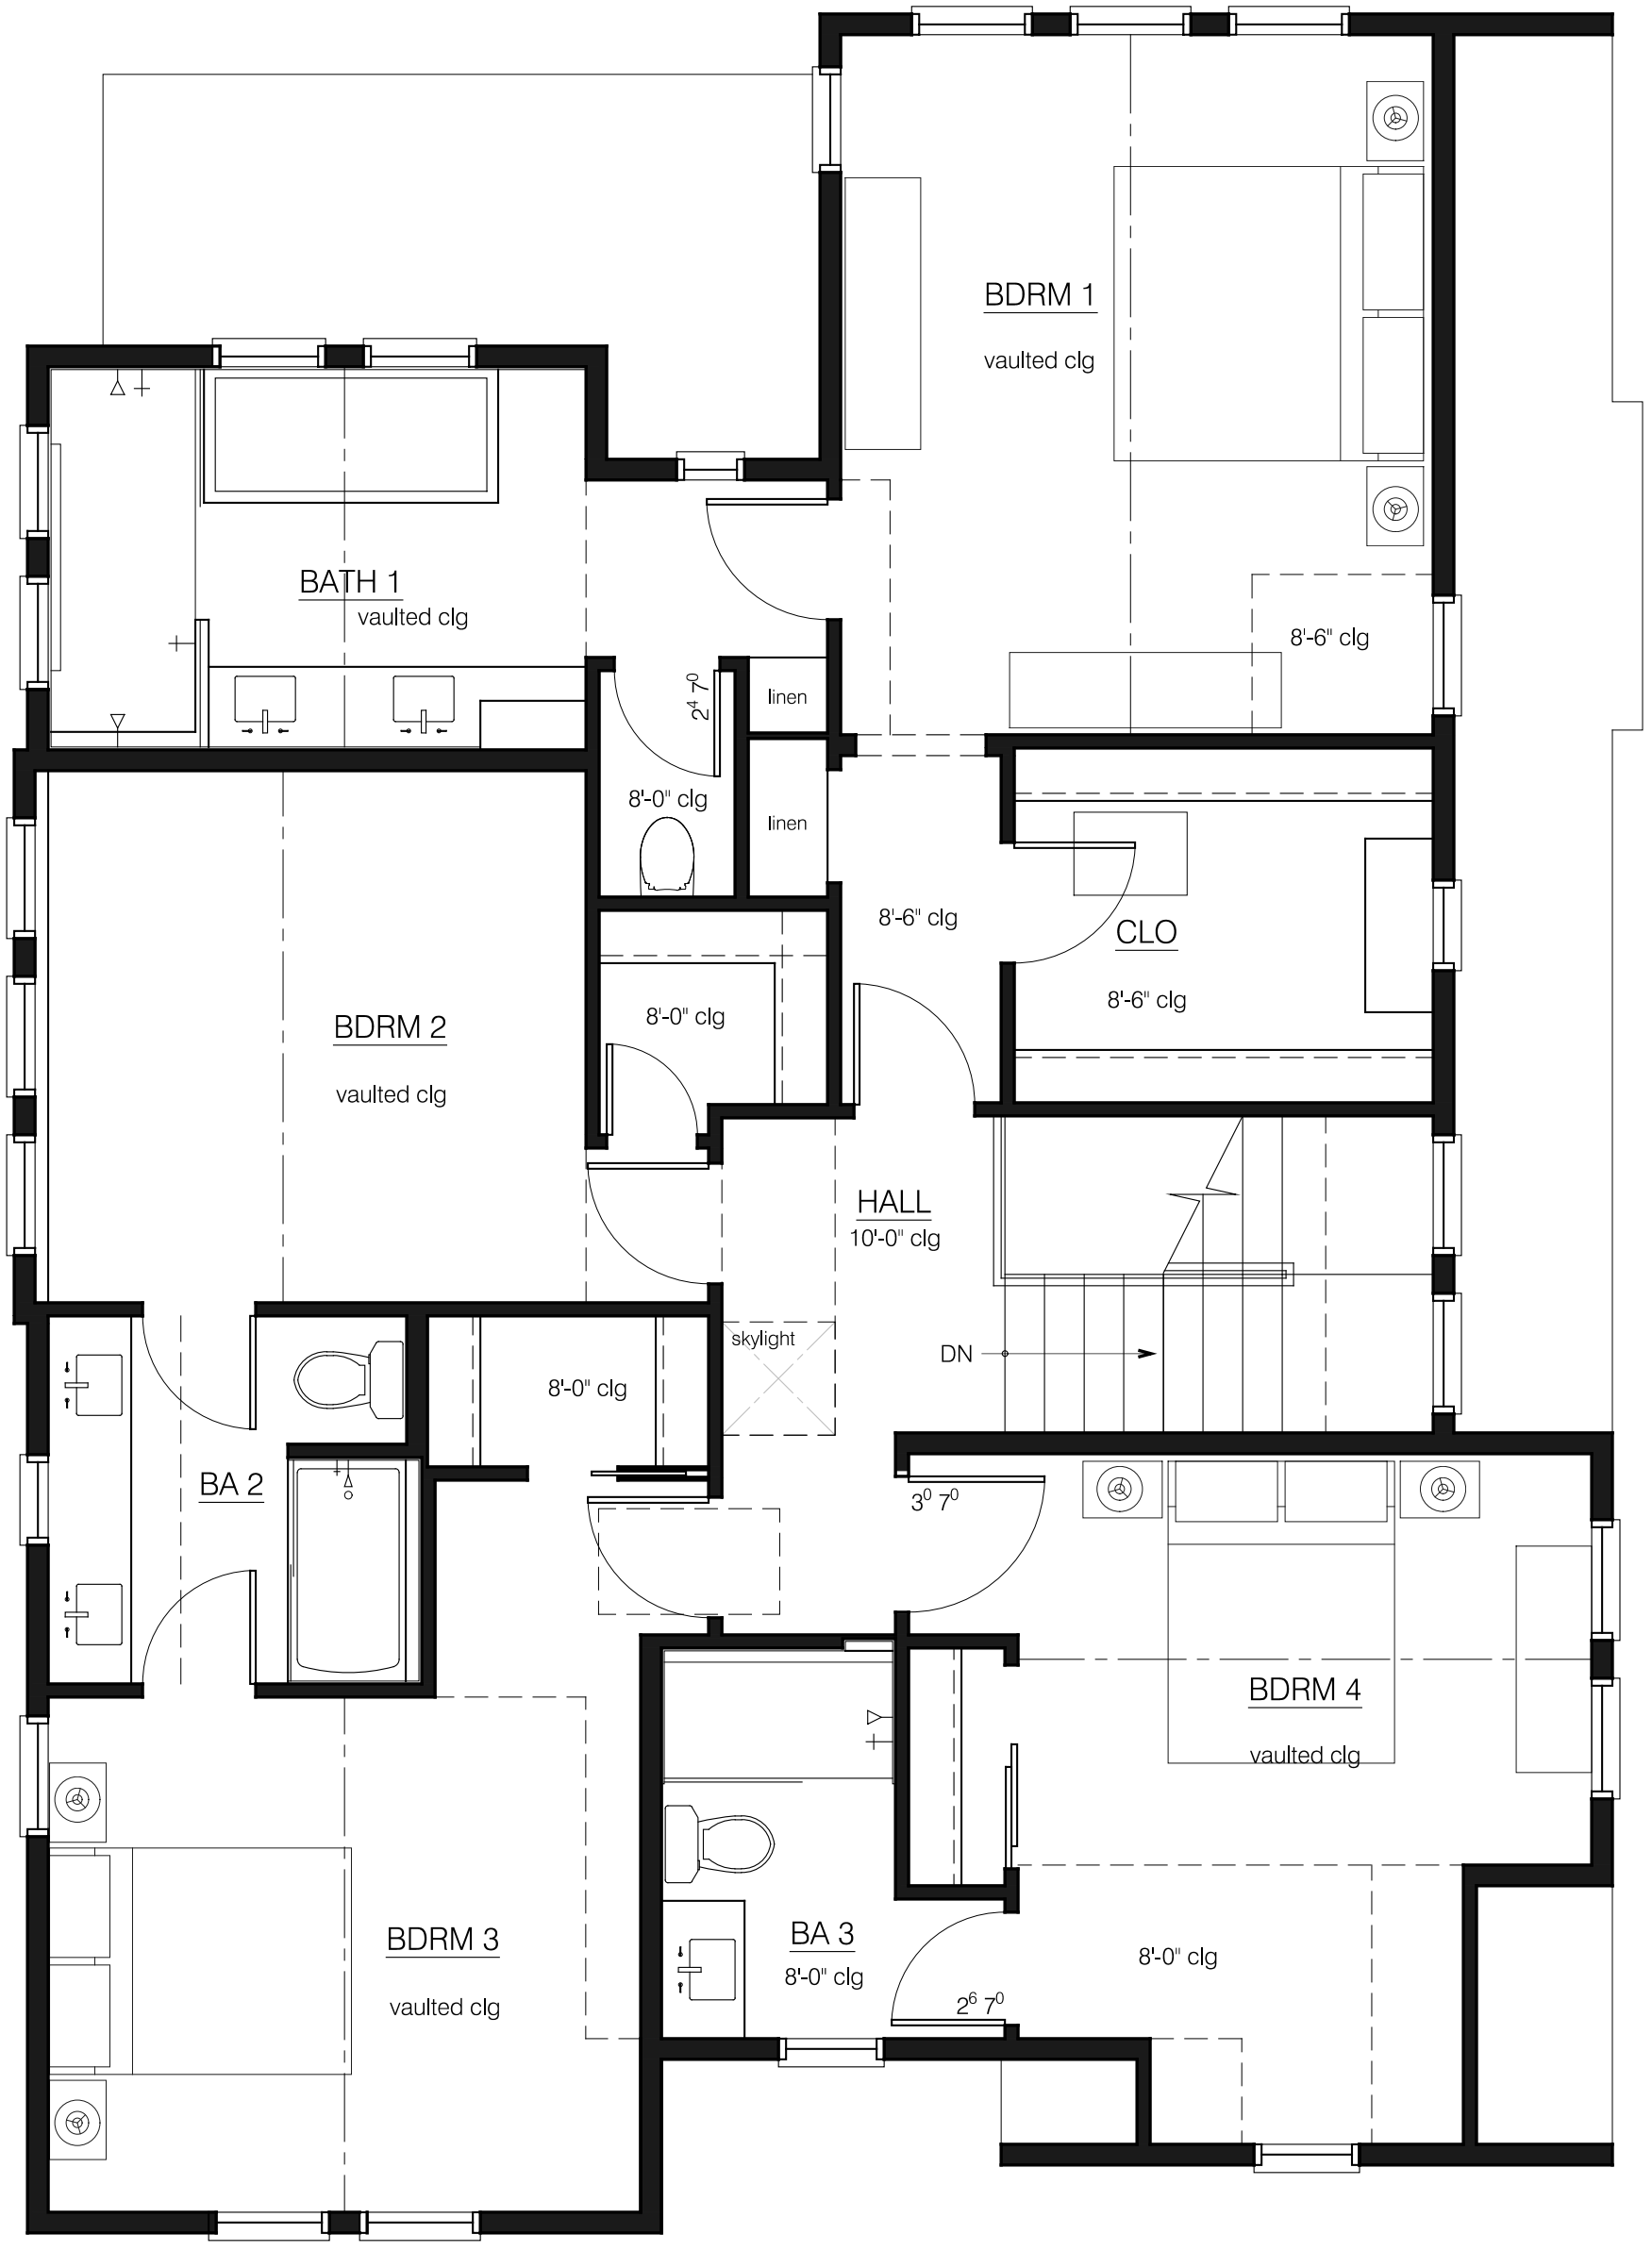 BDRM 1
vaulted clg
BATH 1
vaulted clg
8'-6" clg
2⁴ 7⁰
linen
8'-0" clg
linen
8'-6" clg
CLO
8'-6" clg
BDRM 2
8'-0" clg
vaulted clg
HALL
10'-0" clg
skylight
DN
8'-0" clg
BA 2
3⁰ 7⁰
BDRM 4
vaulted clg
BDRM 3
vaulted clg
BA 3
8'-0" clg
8'-0" clg
2⁶ 7⁰